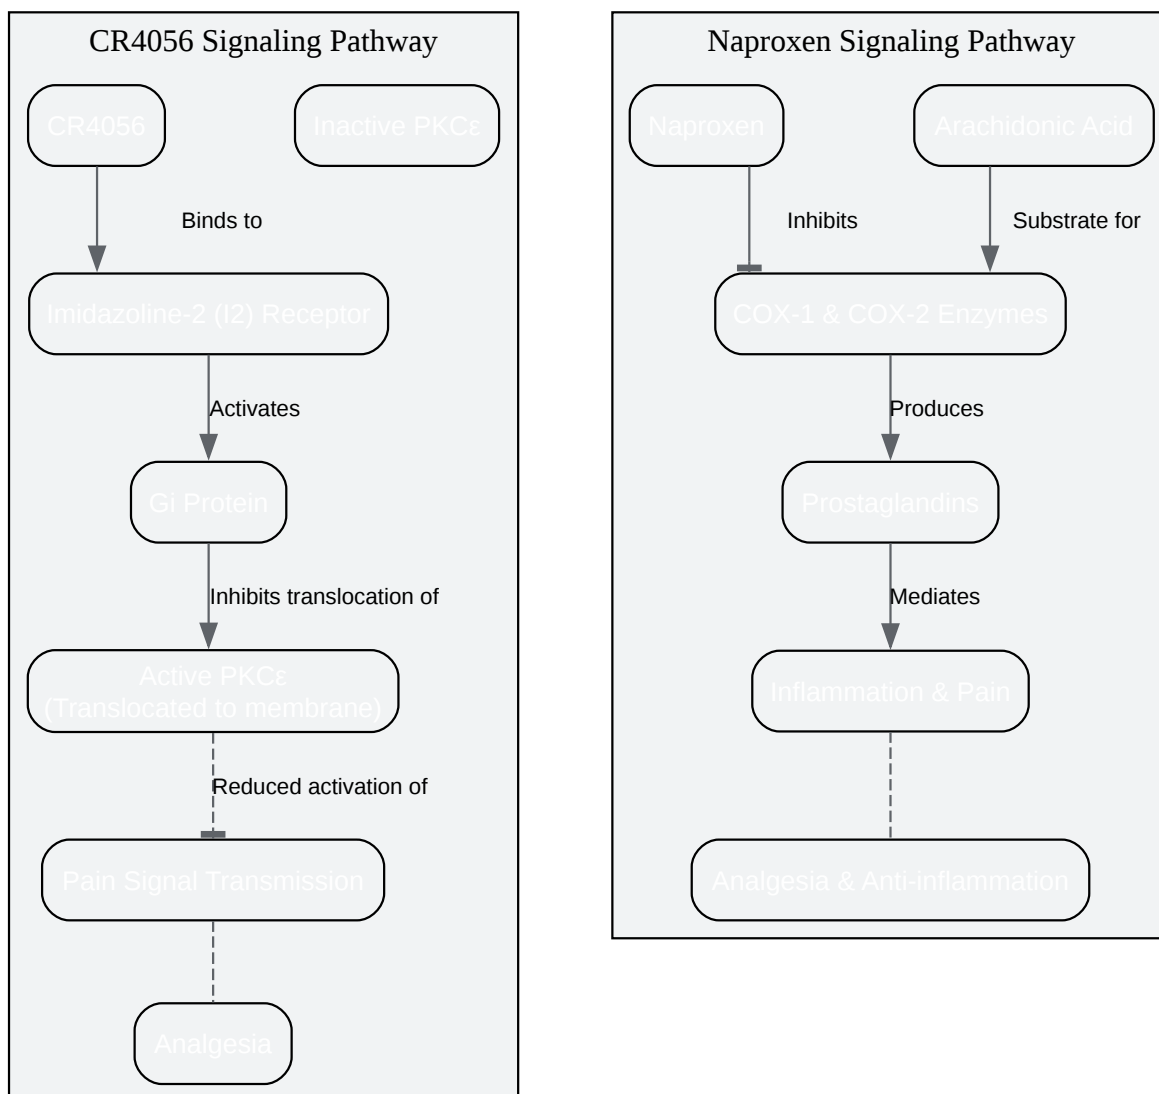 CR4056 Signaling Pathway
CR4056
Inactive PKCε
Binds to
Imidazoline-2 (I2) Receptor
Activates
Gi Protein
Inhibits translocation of
Active PKCε
(Translocated to membrane)
Reduced activation of
Pain Signal Transmission
Analgesia
Naproxen Signaling Pathway
Naproxen
Arachidonic Acid
Inhibits
Substrate for
COX-1 & COX-2 Enzymes
Produces
Prostaglandins
Mediates
Inflammation & Pain
Analgesia & Anti-inflammation